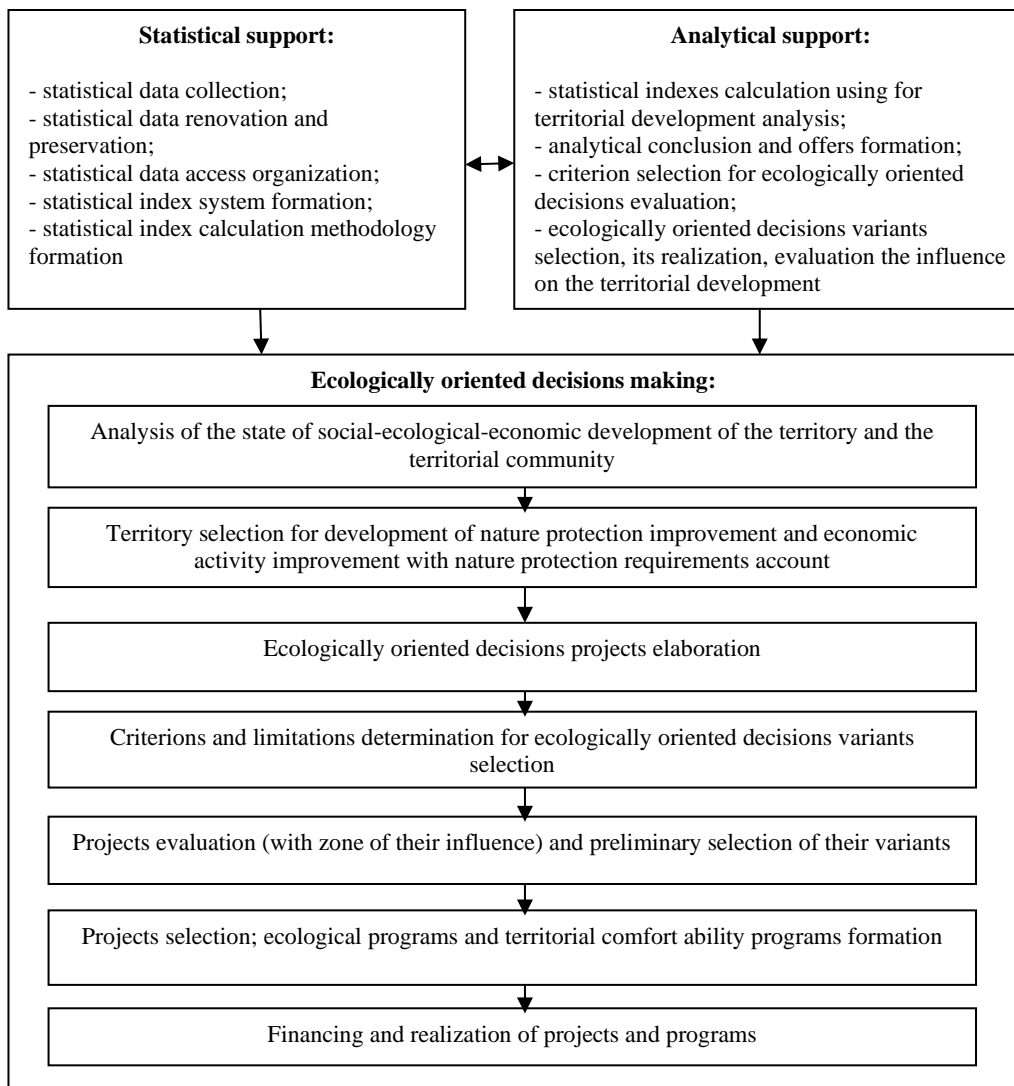 Statistical support:
- statistical data collection;
- statistical data renovation and
preservation;
- statistical data access organization;
- statistical index system formation;
- statistical index calculation methodology
formation
Analytical support:
- statistical indexes calculation using for
territorial development analysis;
- analytical conclusion and offers formation;
- criterion selection for ecologically oriented
decisions evaluation;
- ecologically oriented decisions variants
selection, its realization, evaluation the influence
on the territorial development
Ecologically oriented decisions making:
Analysis of the state of social-ecological-economic development of the territory and the
territorial community
Territory selection for development of nature protection improvement and economic
activity improvement with nature protection requirements account
Ecologically oriented decisions projects elaboration
Criterions and limitations determination for ecologically oriented decisions variants
selection
Projects evaluation (with zone of their influence) and preliminary selection of their variants
Projects selection; ecological programs and territorial comfort ability programs formation
Financing and realization of projects and programs